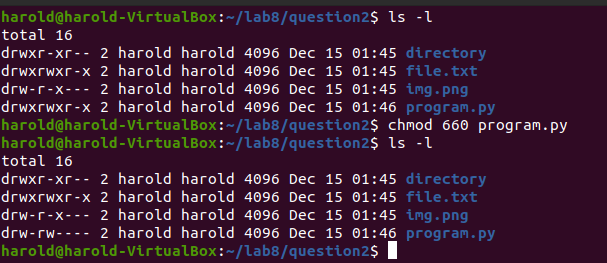 harold@harold-VirtualBox:~/lab8/question2$ ls -l
total 16
drwxr-xr-- 2 harold harold 4096 Dec 15 01:45 directory
drwxrwxr-x 2 harold harold 4096 Dec 15 01:45 file.txt
drw-r-x--- 2 harold harold 4096 Dec 15 01:45 img.png
drwxrwxr-x 2 harold harold 4096 Dec 15 01:46 program.py
harold@harold-VirtualBox:~/lab8/question2$ chmod 660 program.py
harold@harold-VirtualBox:~/lab8/question2$ ls -l
total 16
drwxr-xr-- 2 harold harold 4096 Dec 15 01:45 directory
drwxrwxr-x 2 harold harold 4096 Dec 15 01:45 file.txt
drw-r-x--- 2 harold harold 4096 Dec 15 01:45 img.png
drw-rw---- 2 harold harold 4096 Dec 15 01:46 program.py
harold@harold-VirtualBox:~/lab8/question2$